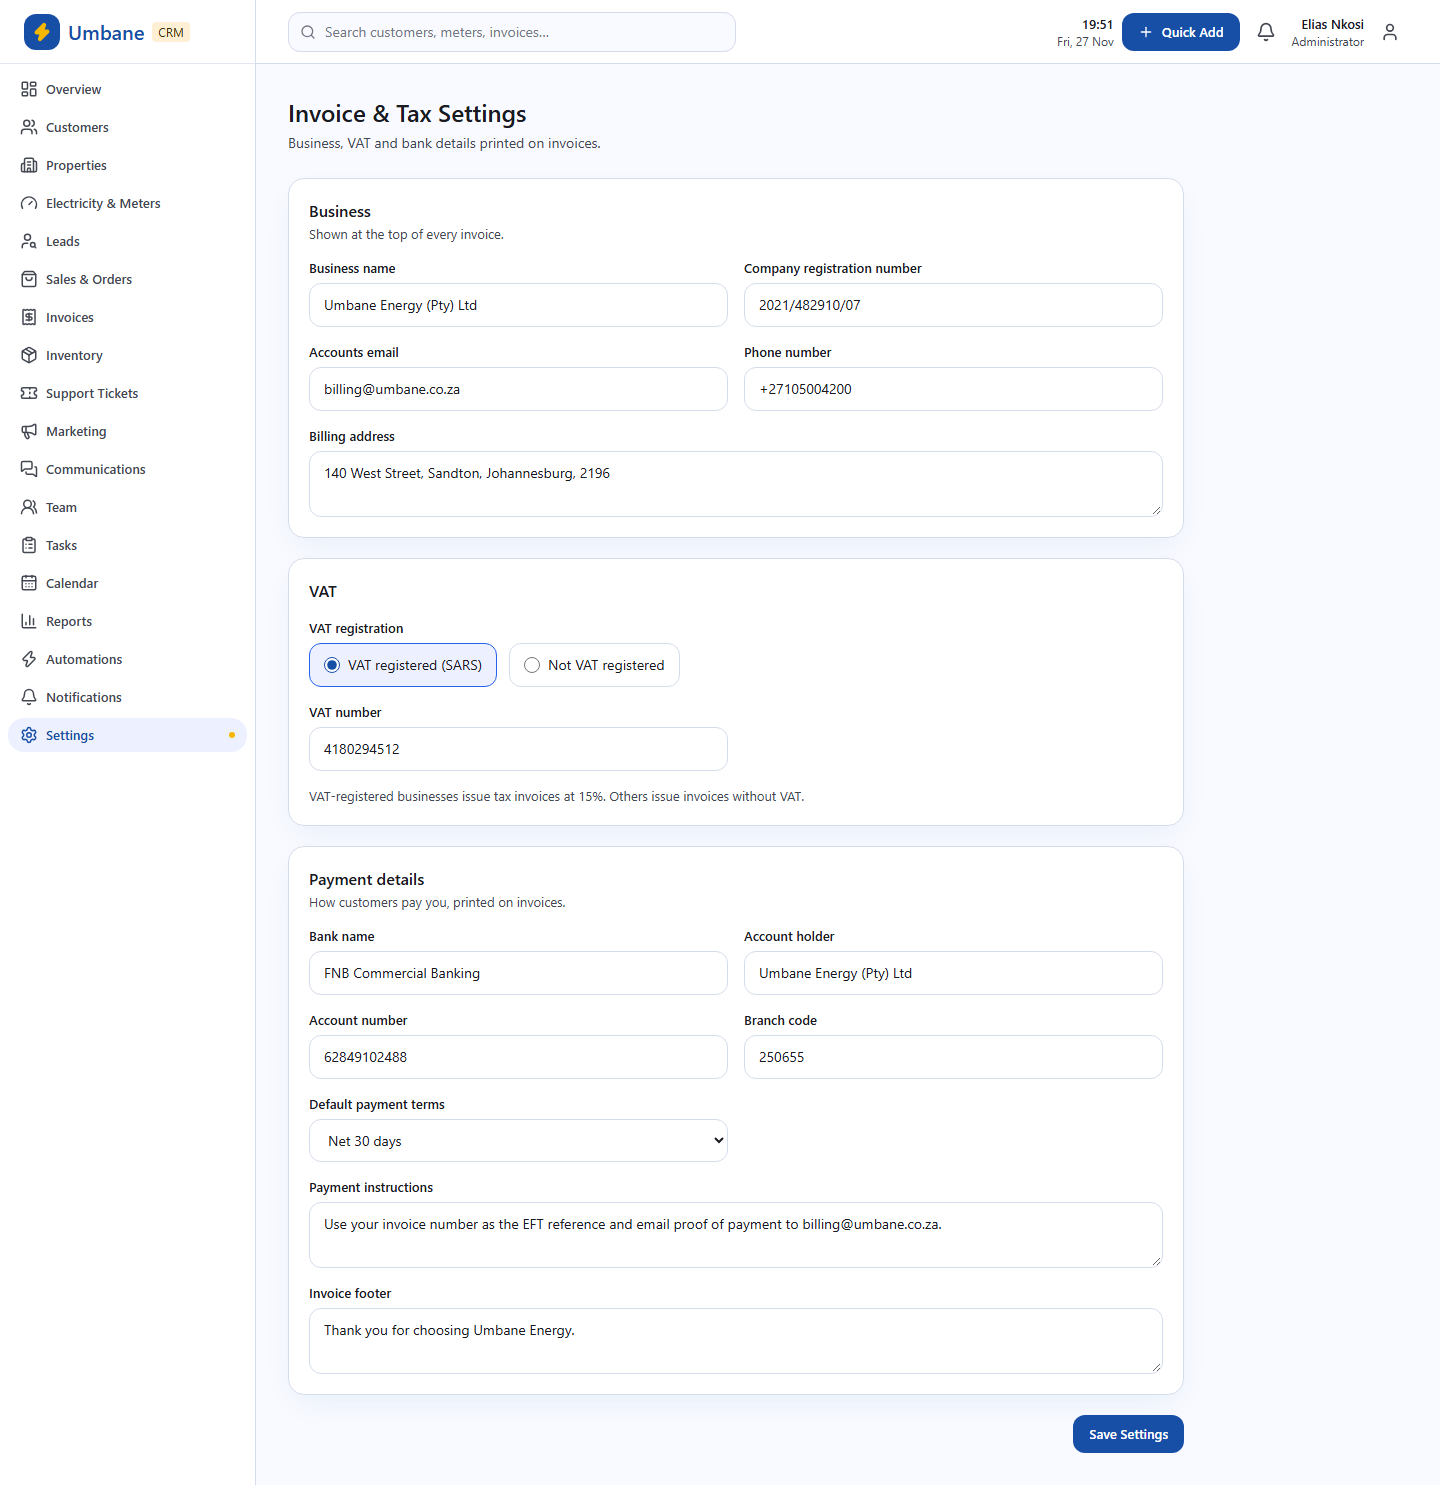 Umbane CRM
Search customers, meters, invoices...
19:51
Fri, 27 Nov
Quick Add
Elias Nkosi
Administrator
Overview
Customers
Properties
Electricity & Meters
Leads
Sales & Orders
Invoices
Inventory
Support Tickets
Marketing
Communications
Team
Tasks
Calendar
Reports
Automations
Notifications
Settings
Invoice & Tax Settings
Business, VAT and bank details printed on invoices.
Business
Shown at the top of every invoice.
Business name
Umbane Energy (Pty) Ltd
Company registration number
2021/482910/07
Accounts email
billing@umbane.co.za
Phone number
+27105004200
Billing address
140 West Street, Sandton, Johannesburg, 2196
VAT
VAT registration
VAT registered (SARS)
Not VAT registered
VAT number
4180294512
VAT-registered businesses issue tax invoices at 15%. Others issue invoices without VAT.
Payment details
How customers pay you, printed on invoices.
Bank name
FNB Commercial Banking
Account holder
Umbane Energy (Pty) Ltd
Account number
62849102488
Branch code
250655
Default payment terms
Net 30 days
Payment instructions
Use your invoice number as the EFT reference and email proof of payment to billing@umbane.co.za.
Invoice footer
Thank you for choosing Umbane Energy.
Save Settings